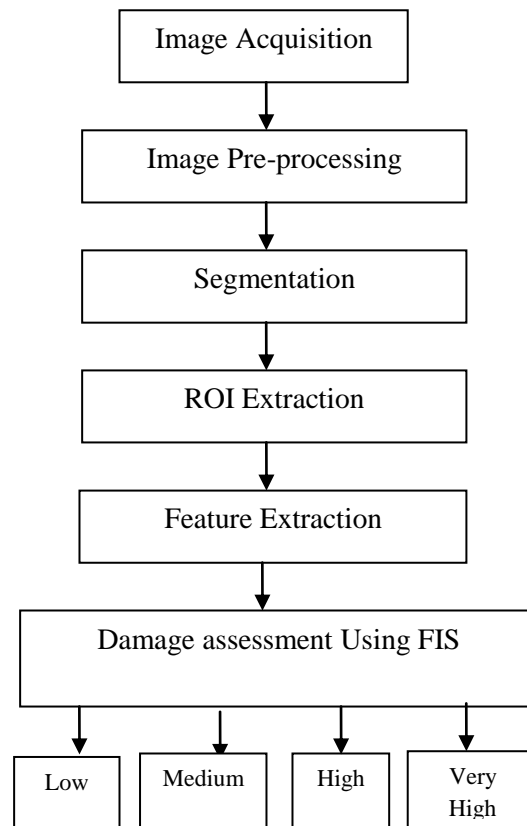 Image Acquisition
Image Pre-processing
Segmentation
ROI Extraction
Feature Extraction
Damage assessment Using FIS
Low
Medium
High
Very
High